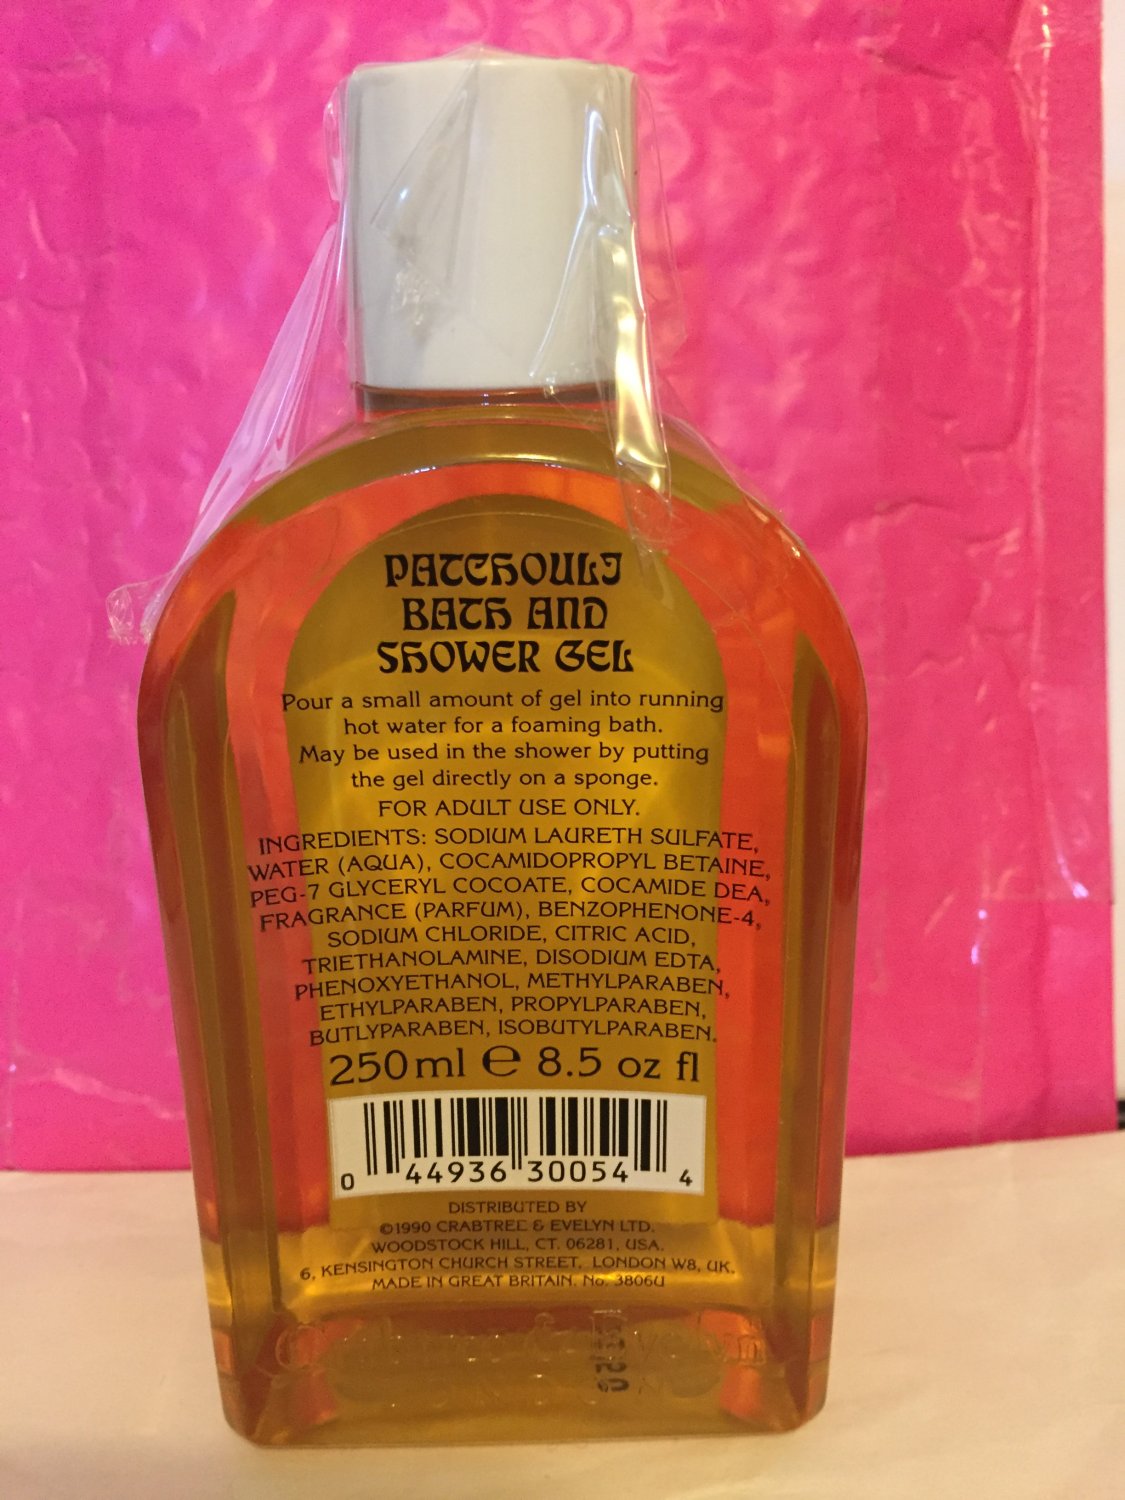 PATCHOULI
BATH AND
SHOWER GEL
Pour a small amount of gel into running
hot water for a foaming bath.
May be used in the shower by putting
the gel directly on a sponge.
FOR ADULT USE ONLY.
INGREDIENTS: SODIUM LAURETH SULFATE,
WATER (AQUA), COCAMIDOPROPYL BETAINE,
PEG-7 GLYCERYL COCOATE, COCAMIDE DEA,
FRAGRANCE (PARFUM), BENZOPHENONE-4,
SODIUM CHLORIDE, CITRIC ACID,
TRIETHANOLAMINE, DISODIUM EDTA,
PHENOXYETHANOL, METHYLPARABEN,
ETHYLPARABEN, PROPYLPARABEN,
BUTLYPARABEN, ISOBUTYLPARABEN.
250ml e 8.5 oz fl
0 44936 30054 4
DISTRIBUTED BY
©1990 CRABTREE & EVELYN LTD.
WOODSTOCK HILL, CT. 06281, USA.
6, KENSINGTON CHURCH STREET, LONDON W8, UK.
MADE IN GREAT BRITAIN. No. 3806U